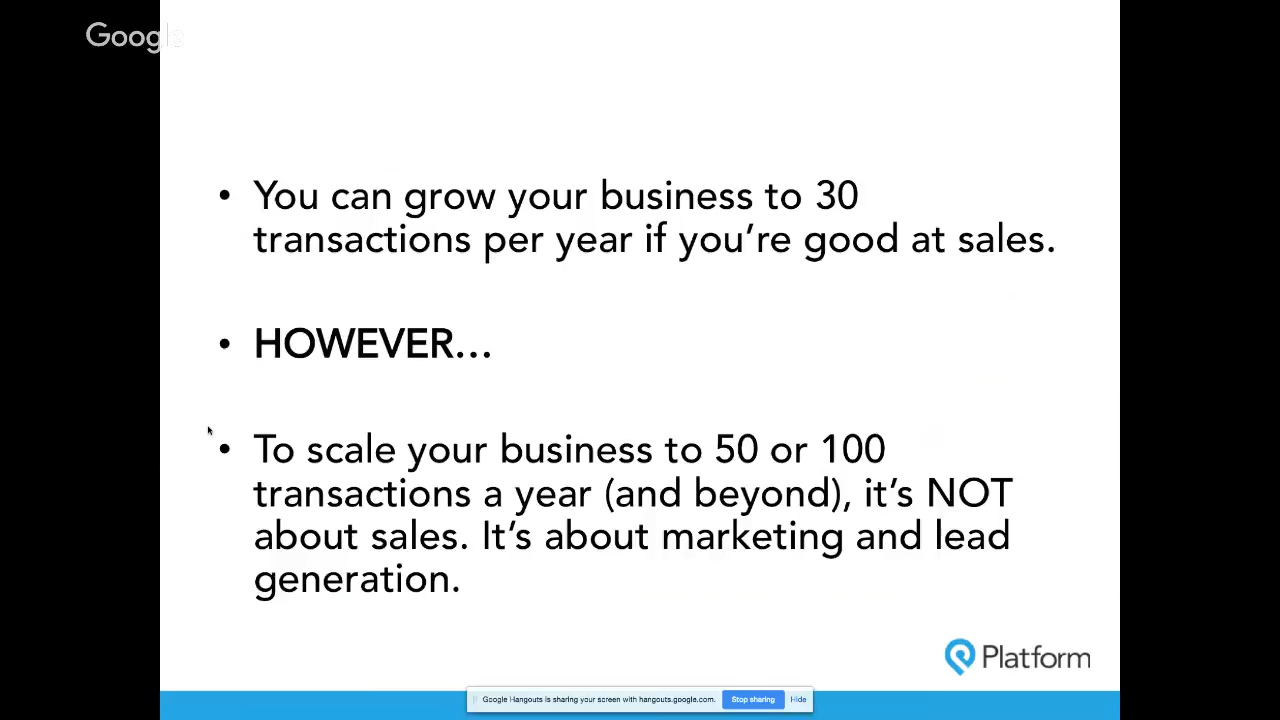 Google
• You can grow your business to 30
transactions per year if you're good at sales.
• HOWEVER...
• To scale your business to 50 or 100
transactions a year (and beyond), it's NOT
about sales. It's about marketing and lead
generation.
Platform
Google Hangouts is sharing your screen with hangouts.google.com. Stop sharing Hide